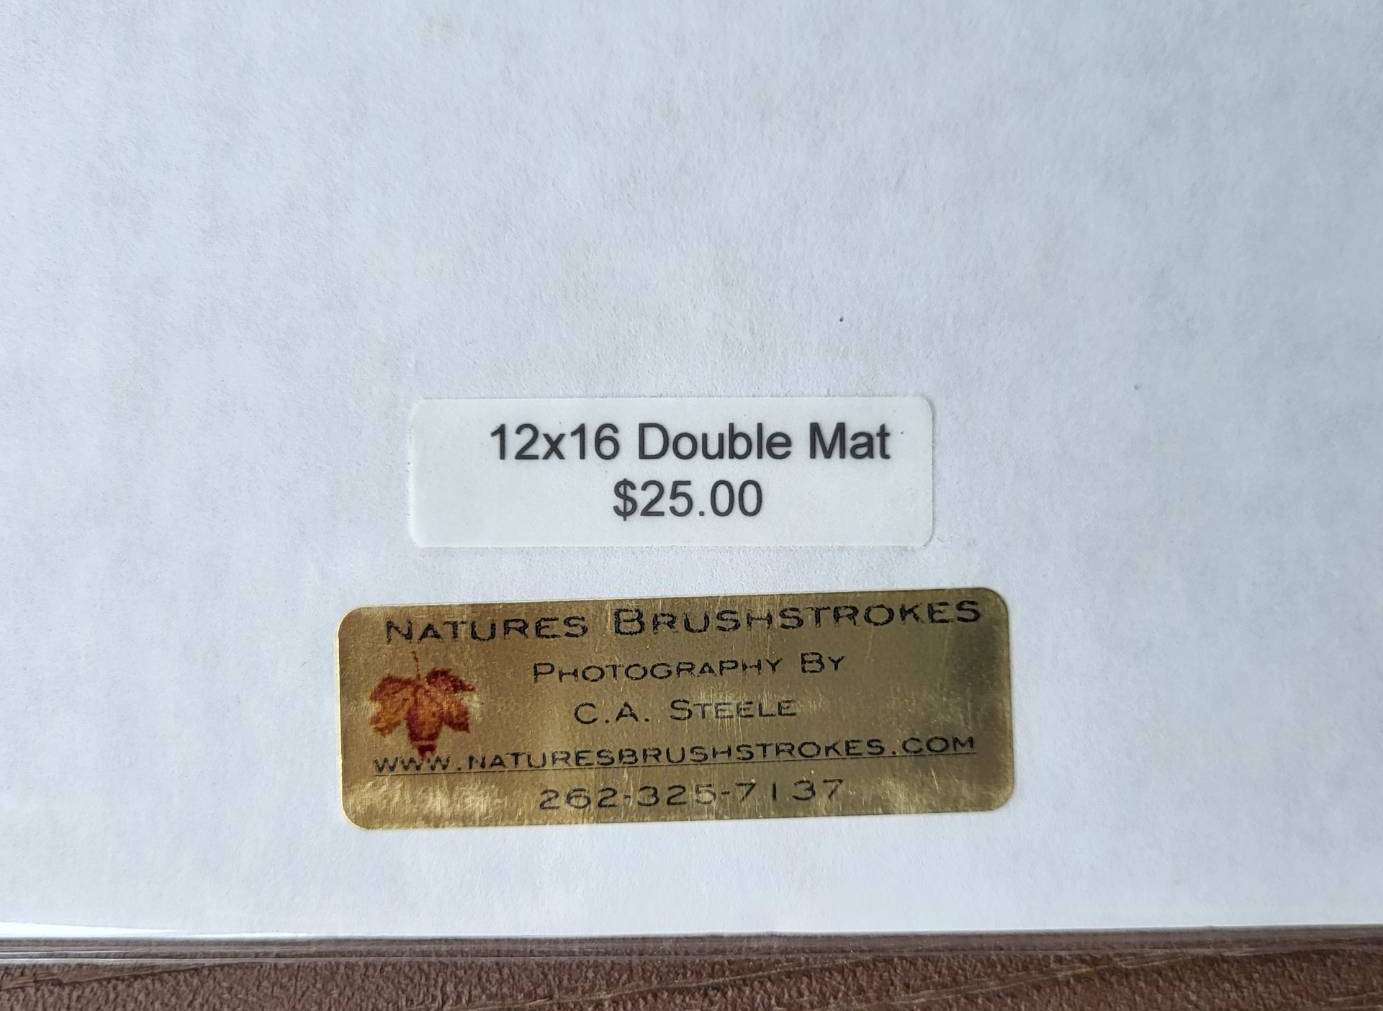 12x16 Double Mat
$25.00
NATURES BRUSHSTROKES
PHOTOGRAPHY BY
C.A. STEELE
WWW.NATURESBRUSHSTROKES.COM
262-325-7137